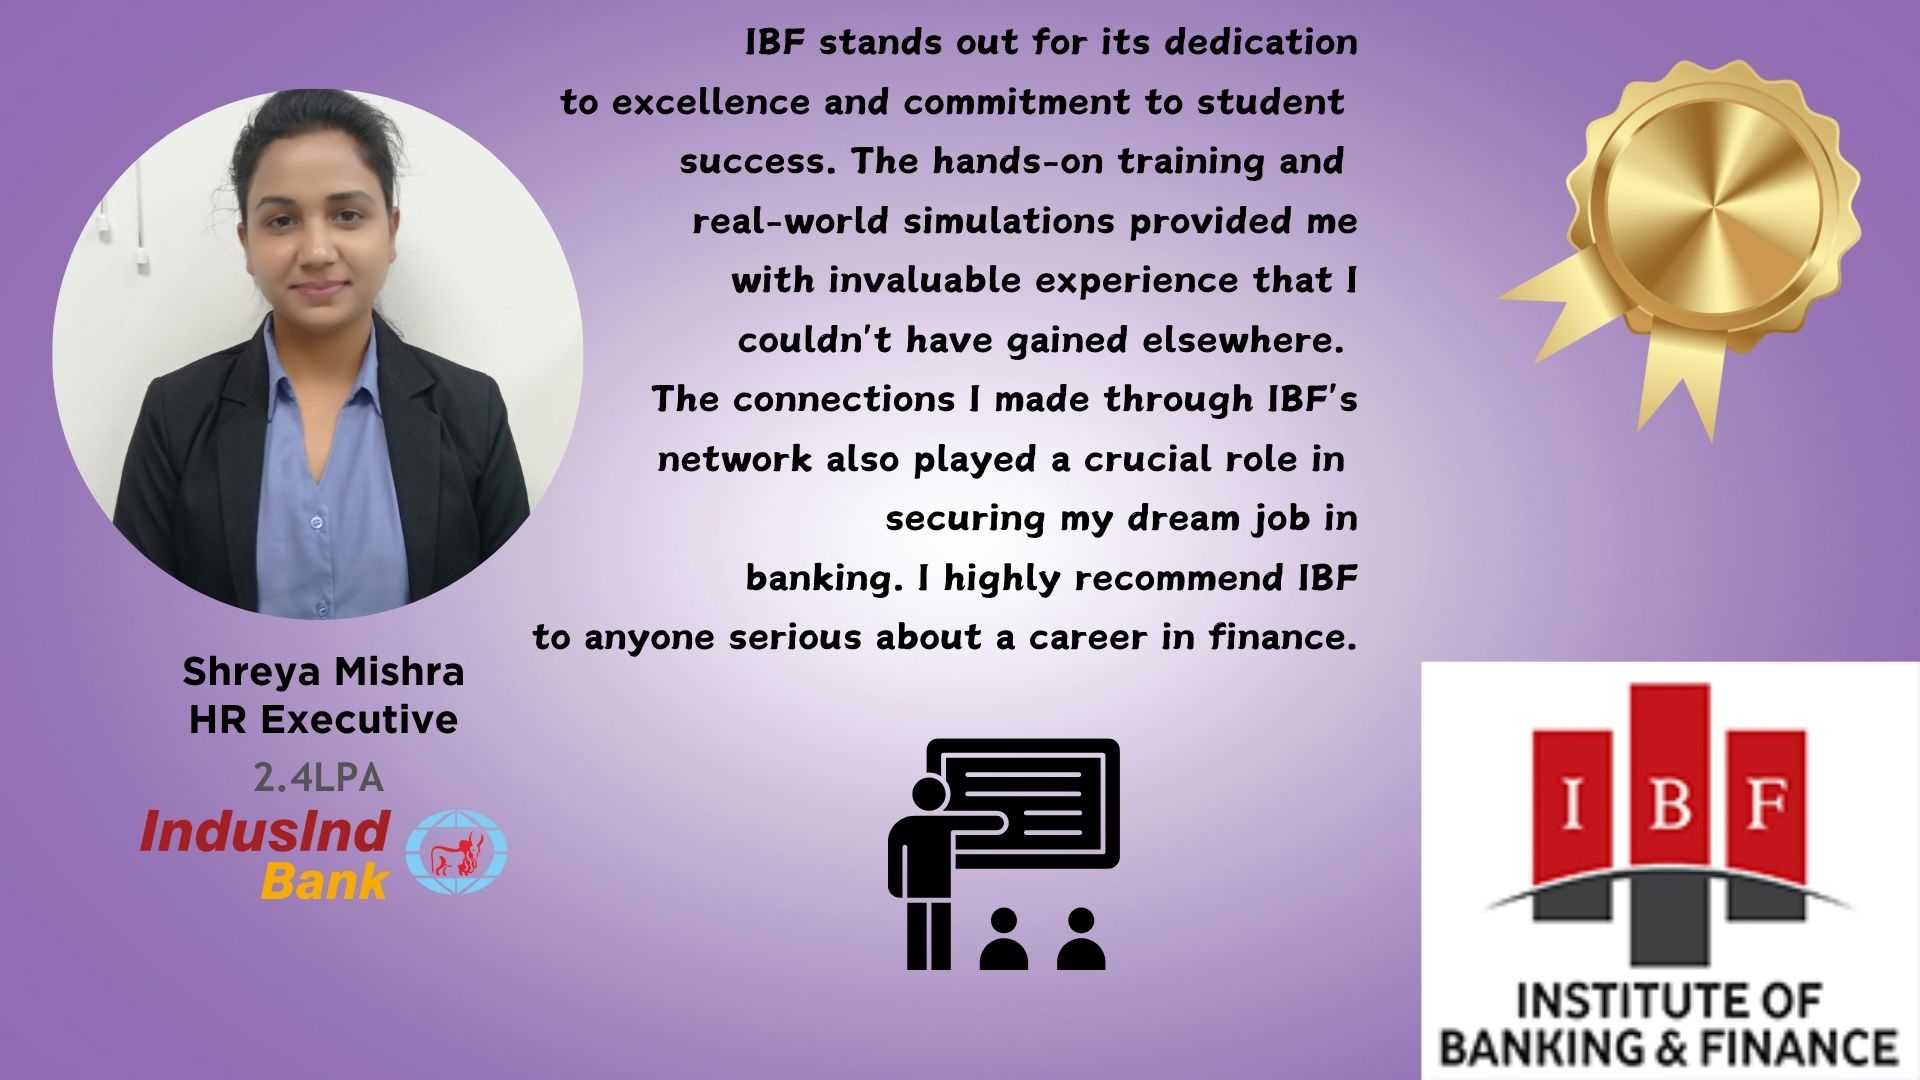 IBF stands out for its dedication
to excellence and commitment to student
success. The hands-on training and
real-world simulations provided me
with invaluable experience that I
couldn't have gained elsewhere.
The connections I made through IBF's
network also played a crucial role in
securing my dream job in
banking. I highly recommend IBF
to anyone serious about a career in finance.
Shreya Mishra
HR Executive
2.4LPA
IndusInd
Bank
I B F
INSTITUTE OF
BANKING & FINANCE